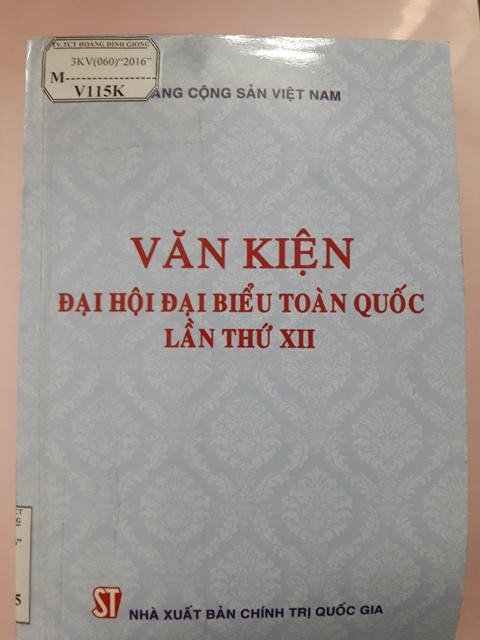 TV.TCT HOÀNG ĐÌNH GIONG
3KV(060)"2016"
M
V115K
ẢNG CỘNG SẢN VIỆT NAM
VĂN KIỆN
ĐẠI HỘI ĐẠI BIỂU TOÀN QUỐC
LẦN THỨ XII
ST
NHÀ XUẤT BẢN CHÍNH TRỊ QUỐC GIA